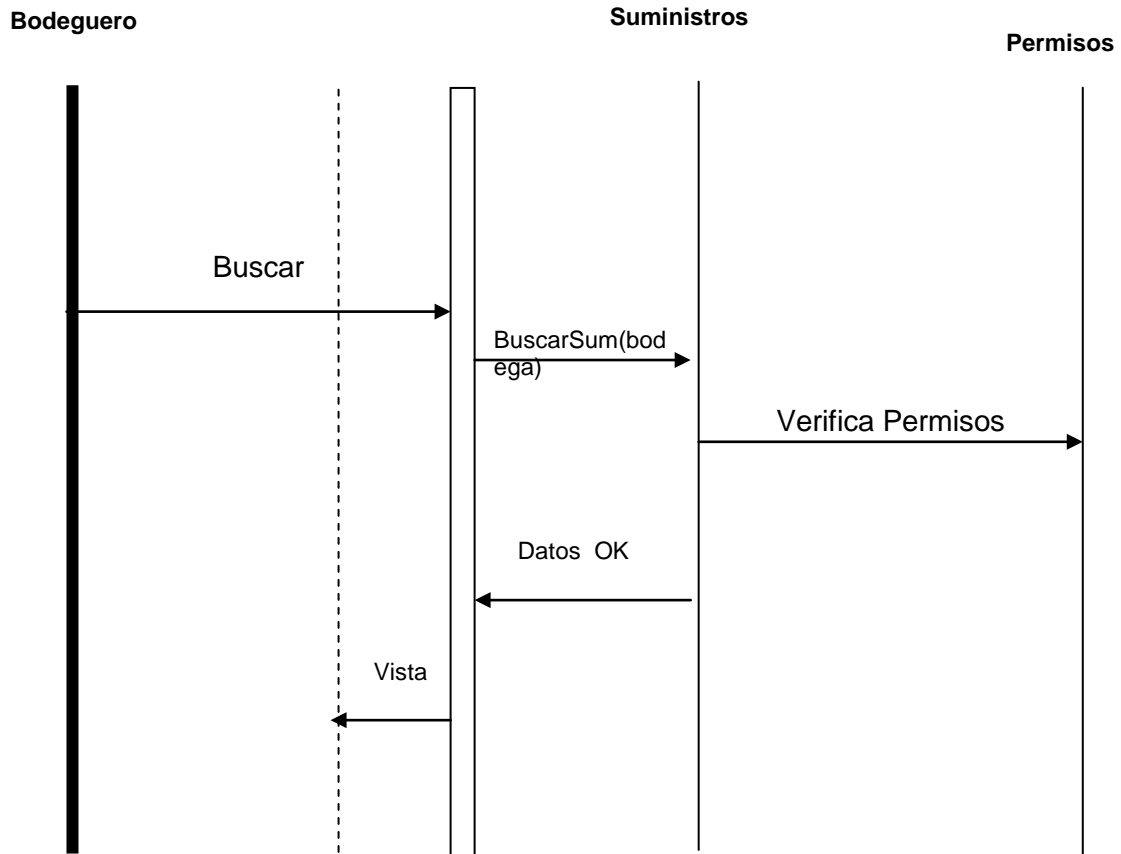 Bodeguero
Suministros
Permisos
Buscar
BuscarSum(bod
ega)
Verifica Permisos
Datos OK
Vista